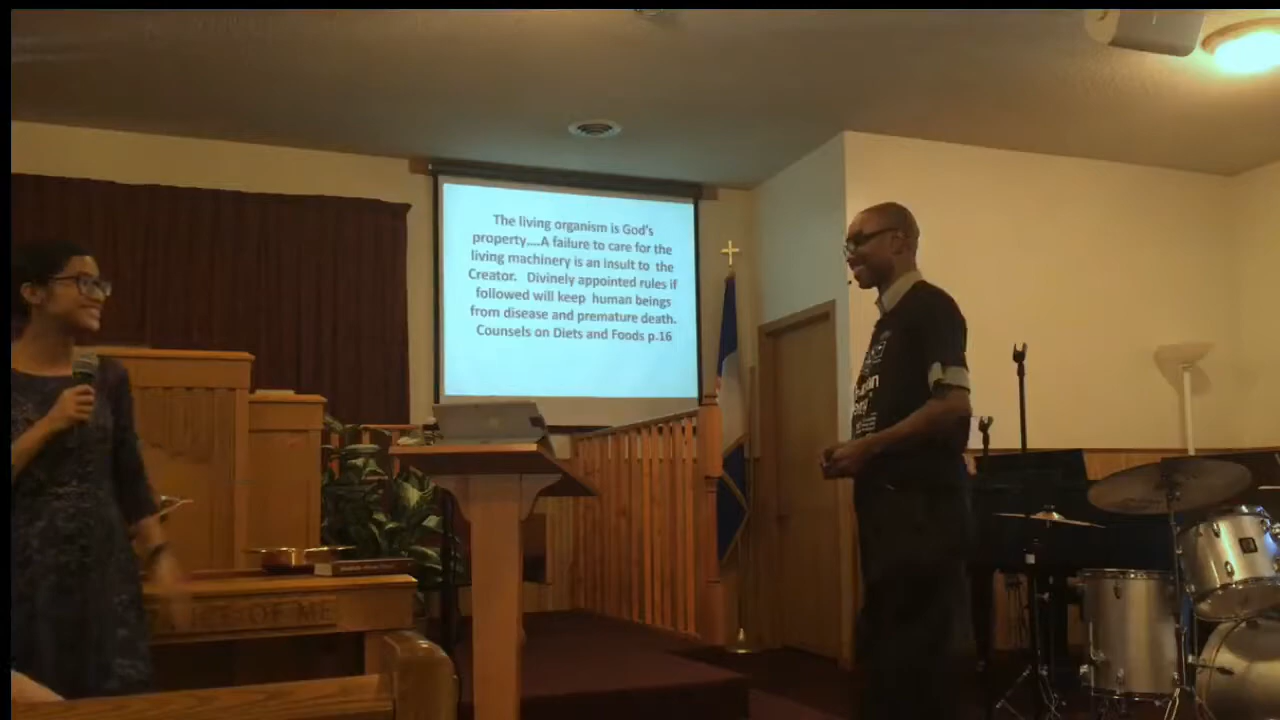 The living organism is God's
property....A failure to care for the
living machinery is an insult to the
Creator. Divinely appointed rules if
followed will keep human beings
from disease and premature death.
Counsels on Diets and Foods p.16
OF ME